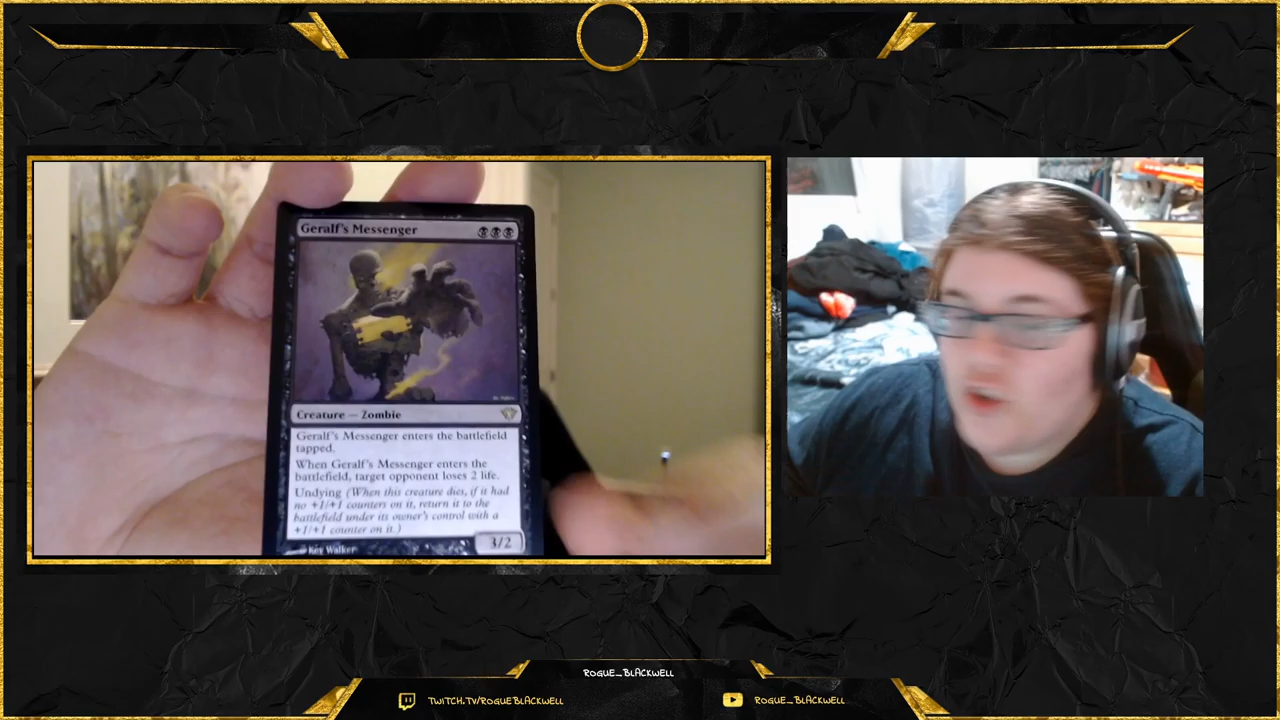 Geralf's Messenger
Creature — Zombie
Geralf's Messenger enters the battlefield
tapped.
When Geralf's Messenger enters the
battlefield, target opponent loses 2 life.
Undying (When this creature dies, if it had
no +1/+1 counters on it, return it to the
battlefield under its owner's control with a
+1/+1 counter on it.)
3/2
Kev Walker
ROGUE_BLACKWELL
TWITCH.TV/ROGUEBLACKWELL
ROGUE_BLACKWELL